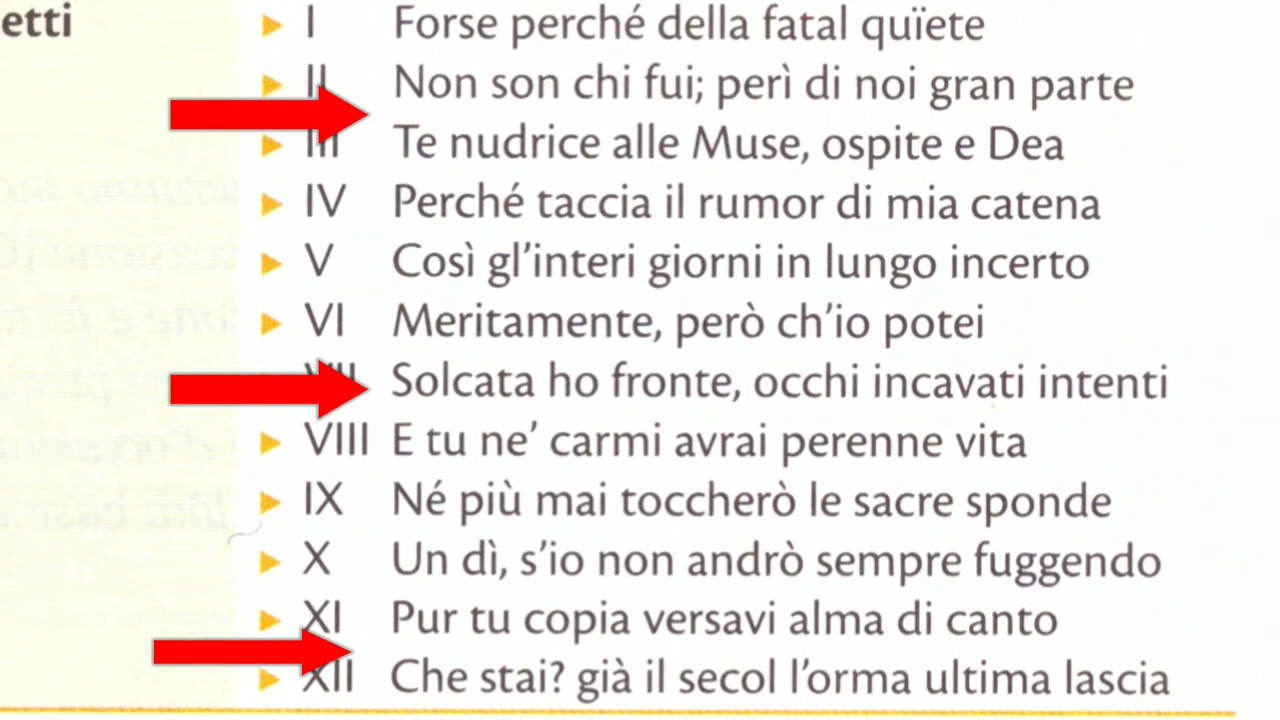 etti
I Forse perché della fatal quïete
II Non son chi fui; perì di noi gran parte
III Te nudrice alle Muse, ospite e Dea
IV Perché taccia il rumor di mia catena
V Così gl'interi giorni in lungo incerto
VI Meritamente, però ch'io potei
VII Solcata ho fronte, occhi incavati intenti
VIII E tu ne' carmi avrai perenne vita
IX Né più mai toccherò le sacre sponde
X Un dì, s'io non andrò sempre fuggendo
XI Pur tu copia versavi alma di canto
XII Che stai? già il secol l'orma ultima lascia